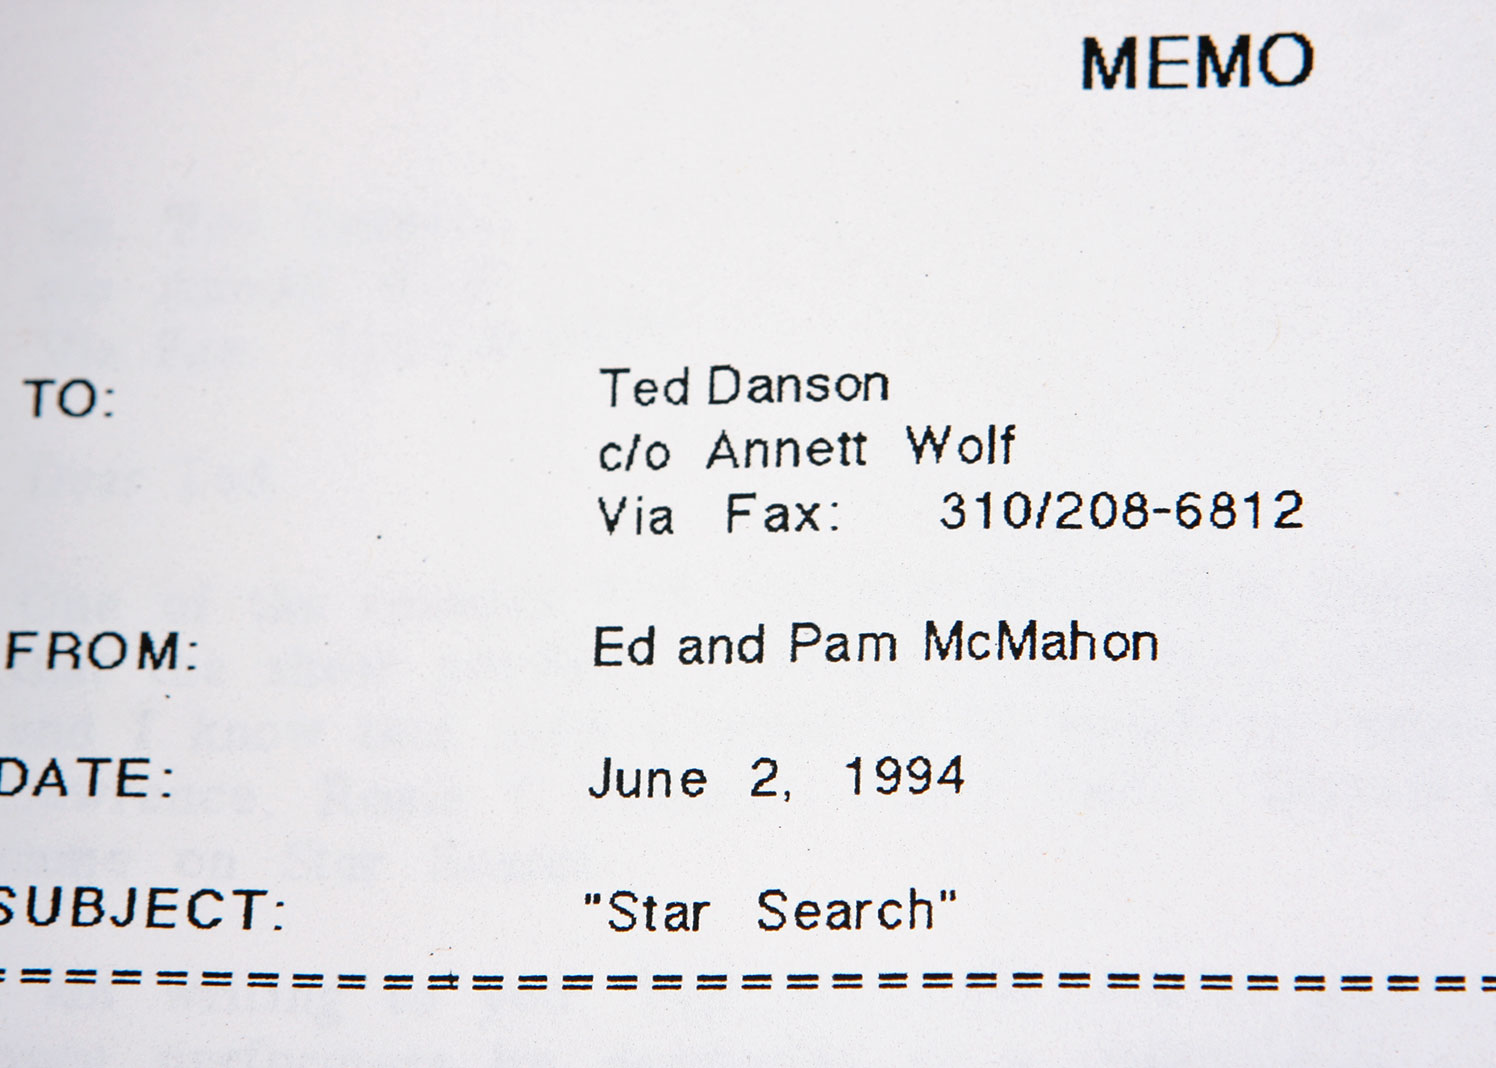 MEMO
TO: Ted Danson
c/o Annett Wolf
Via Fax: 310/208-6812
FROM: Ed and Pam McMahon
DATE: June 2, 1994
SUBJECT: "Star Search"